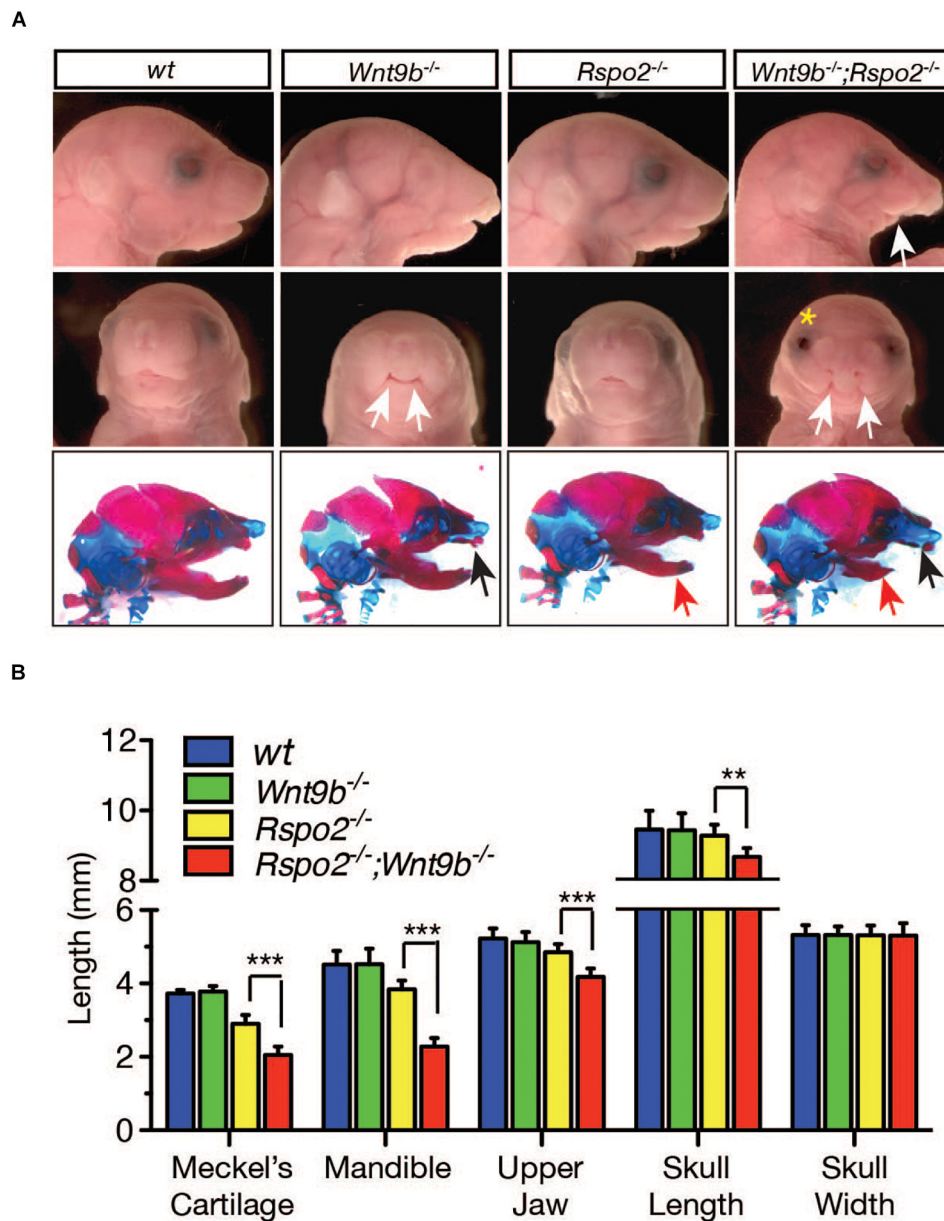 A
wt
Wnt9b-/-
Rspo2-/-
Wnt9b-/-;Rspo2-/-
*
*
B
12
10
8
6
4
2
0
Length (mm)
wt
Wnt9b-/-
Rspo2-/-
Rspo2-/-;Wnt9b-/-
***
***
***
**
Meckel's
Cartilage
Mandible
Upper
Jaw
Skull
Length
Skull
Width